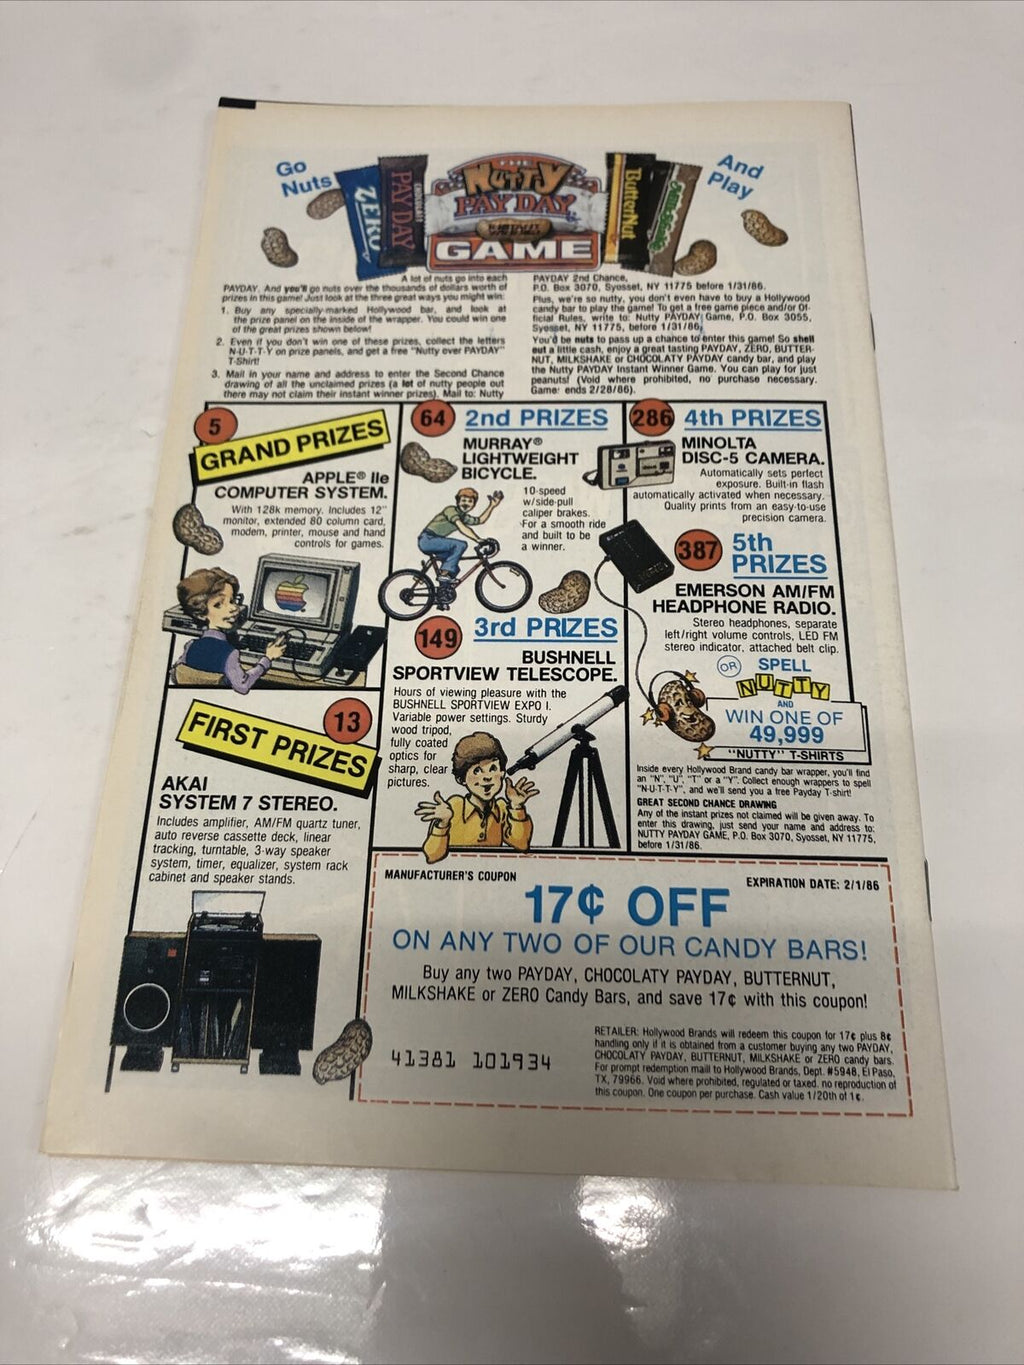 Go
Nuts
ZERO
PAYDAY
THE
NUTTY
PAY DAY
GAME
ButterNut
And
Play
A lot of nuts go into each
PAYDAY. And you'll go nuts over the thousands of dollars worth of
prizes in this game! Just look at the three great ways you might win:
1. Buy any specially-marked Hollywood bar, and look at
the prize panel on the inside of the wrapper. You could win one
of the great prizes shown below!
2. Even if you don't win one of these prizes, collect the letters
N-U-T-T-Y on prize panels, and get a free "Nutty over PAYDAY"
T-Shirt!
3. Mail in your name and address to enter the Second Chance
drawing of all the unclaimed prizes (a lot of nutty people out
there may not claim their instant winner prizes). Mail to: Nutty
PAYDAY 2nd Chance,
P.O. Box 3070, Syosset, NY 11775 before 1/31/86.
Plus, we're so nutty, you don't even have to buy a Hollywood
candy bar to play the game! To get a free game piece and/or Of-
ficial Rules, write to: Nutty PAYDAY Game, P.O. Box 3055,
Syosset, NY 11775, before 1/31/86.
You'd be nuts to pass up a chance to enter this game! So shell
out a little cash, enjoy a great tasting PAYDAY, ZERO, BUTTER-
NUT, MILKSHAKE or CHOCOLATY PAYDAY candy bar, and play
the Nutty PAYDAY Instant Winner Game. You can play for just
peanuts! (Void where prohibited, no purchase necessary.
Game ends 2/28/86).
5
GRAND PRIZES
APPLE® IIe
COMPUTER SYSTEM.
With 128k memory. Includes 12"
monitor, extended 80 column card,
modem, printer, mouse and hand
controls for games.
13
FIRST PRIZES
AKAI
SYSTEM 7 STEREO.
Includes amplifier, AM/FM quartz tuner,
auto reverse cassette deck, linear
tracking, turntable, 3-way speaker
system, timer, equalizer, system rack
cabinet and speaker stands.
64
2nd PRIZES
MURRAY®
LIGHTWEIGHT
BICYCLE.
10-speed
w/side-pull
caliper brakes.
For a smooth ride
and built to be
a winner.
149
3rd PRIZES
BUSHNELL
SPORTVIEW TELESCOPE.
Hours of viewing pleasure with the
BUSHNELL SPORTVIEW EXPO I.
Variable power settings. Sturdy
wood tripod,
fully coated
optics for
sharp, clear
pictures.
286
4th PRIZES
MINOLTA
DISC-5 CAMERA.
Automatically sets perfect
exposure. Built-in flash
automatically activated when necessary.
Quality prints from an easy-to-use
precision camera.
387
5th
PRIZES
EMERSON AM/FM
HEADPHONE RADIO.
Stereo headphones, separate
left/right volume controls, LED FM
stereo indicator, attached belt clip.
OR
SPELL
NUTTY
AND
WIN ONE OF
49,999
"NUTTY" T-SHIRTS
Inside every Hollywood Brand candy bar wrapper, you'll find
an "N", "U", "T" or a "Y". Collect enough wrappers to spell
"N-U-T-T-Y", and we'll send you a free Payday T-shirt!
GREAT SECOND CHANCE DRAWING
Any of the instant prizes not claimed will be given away. To
enter this drawing, just send your name and address to:
NUTTY PAYDAY GAME, P.O. Box 3070, Syosset, NY 11775,
before 1/31/86.
MANUFACTURER'S COUPON
EXPIRATION DATE: 2/1/86
17¢ OFF
ON ANY TWO OF OUR CANDY BARS!
Buy any two PAYDAY, CHOCOLATY PAYDAY, BUTTERNUT,
MILKSHAKE or ZERO Candy Bars, and save 17¢ with this coupon!
41381 101934
RETAILER: Hollywood Brands will redeem this coupon for 17¢ plus 8¢
handling only if it is obtained from a customer buying any two PAYDAY,
CHOCOLATY PAYDAY, BUTTERNUT, MILKSHAKE or ZERO candy bars.
For prompt redemption mail to Hollywood Brands, Dept. #5948, El Paso,
TX, 79966. Void where prohibited, regulated or taxed. no reproduction of
this coupon. One coupon per purchase. Cash value 1/20th of 1¢.